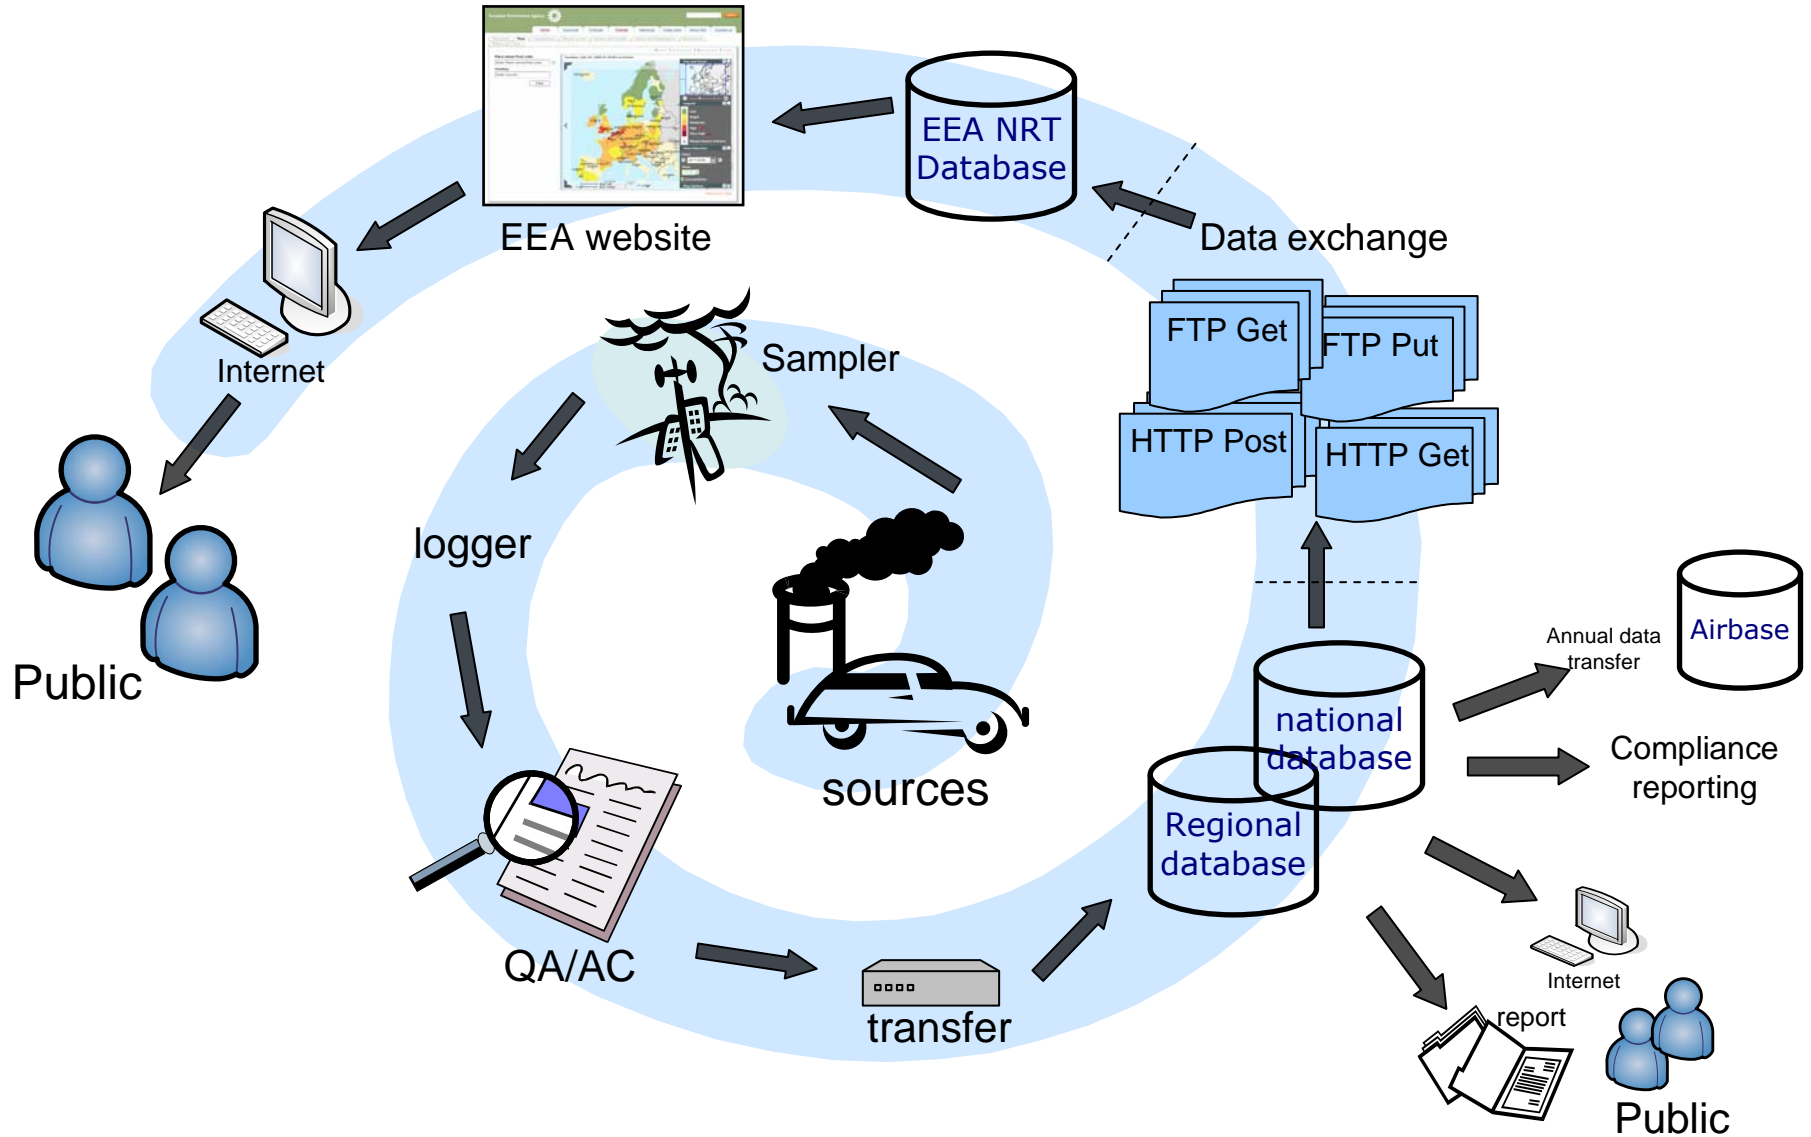 EEA NRT
Database
EEA website
Data exchange
Internet
Sampler
FTP Get
FTP Put
HTTP Post
HTTP Get
logger
Public
Airbase
Annual data
transfer
national
database
Compliance
reporting
sources
Regional
database
QA/AC
transfer
Internet
report
Public